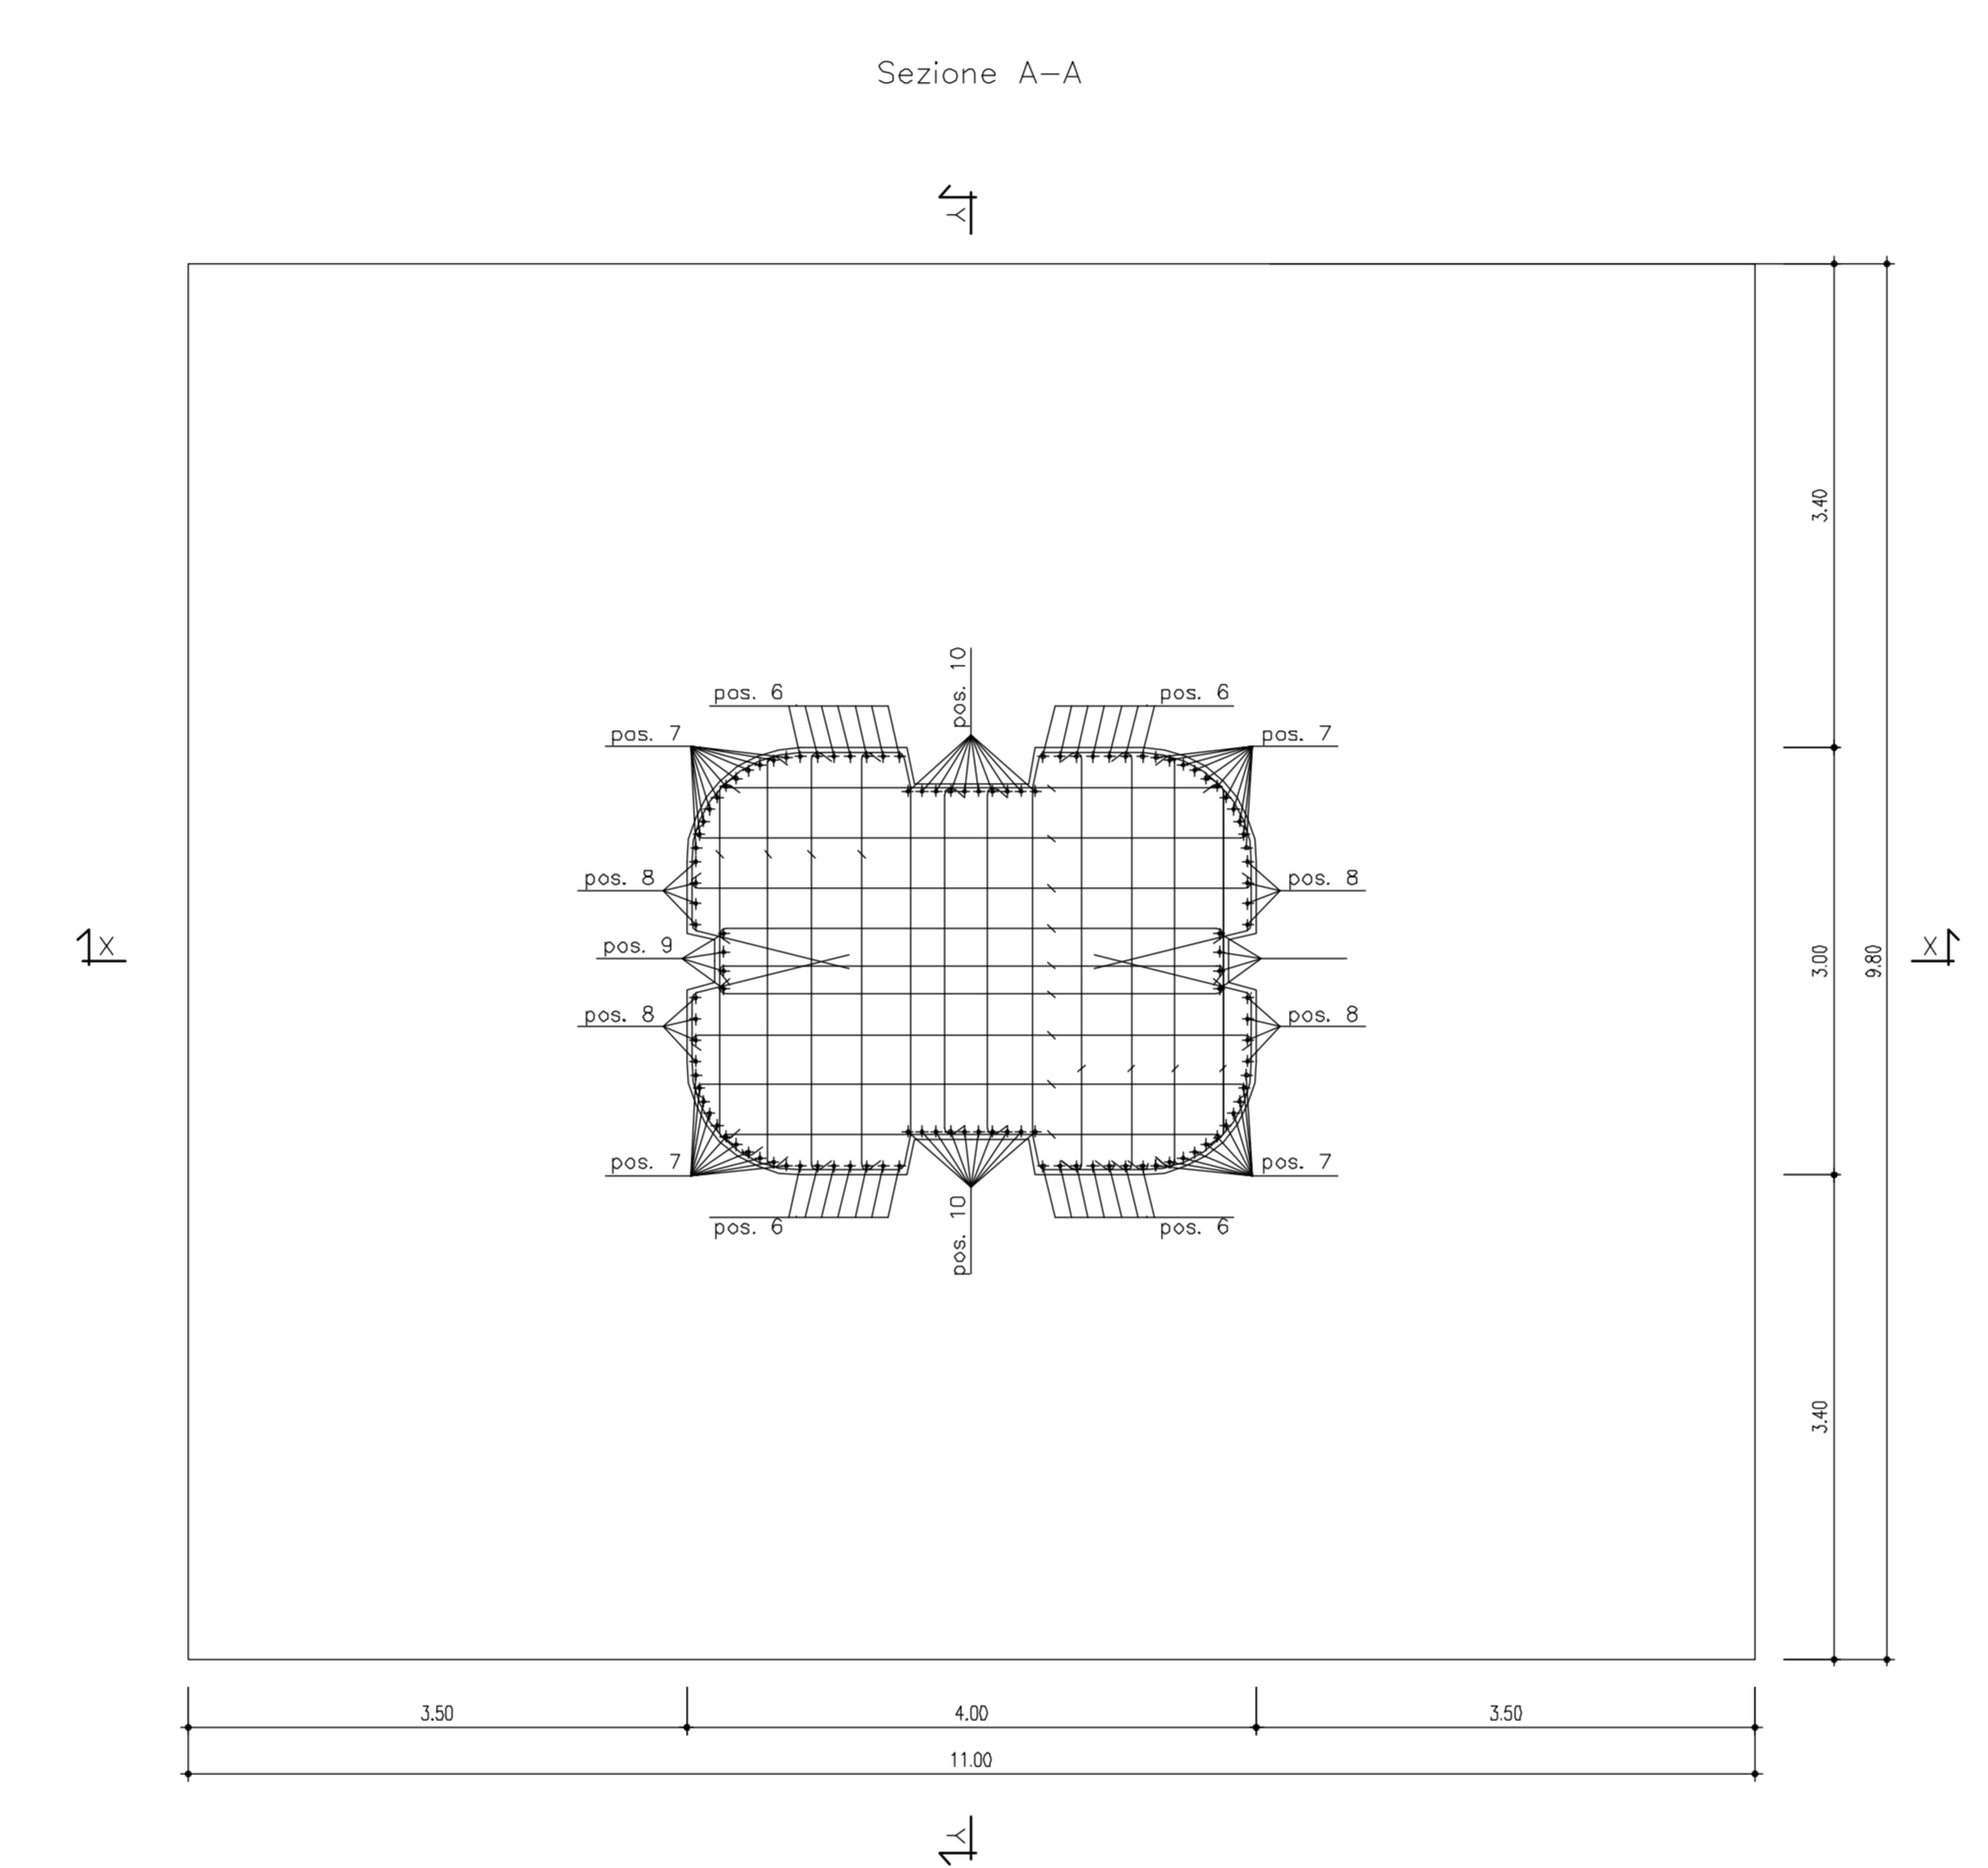 Sezione A-A
Y
3.40
pos. 10
pos. 6
pos. 6
pos. 7
pos. 7
pos. 8
pos. 8
X
pos. 9
3.00
9.80
X
pos. 8
pos. 8
pos. 7
pos. 7
pos. 6
pos. 10
pos. 6
3.40
3.50
4.00
3.50
11.00
Y